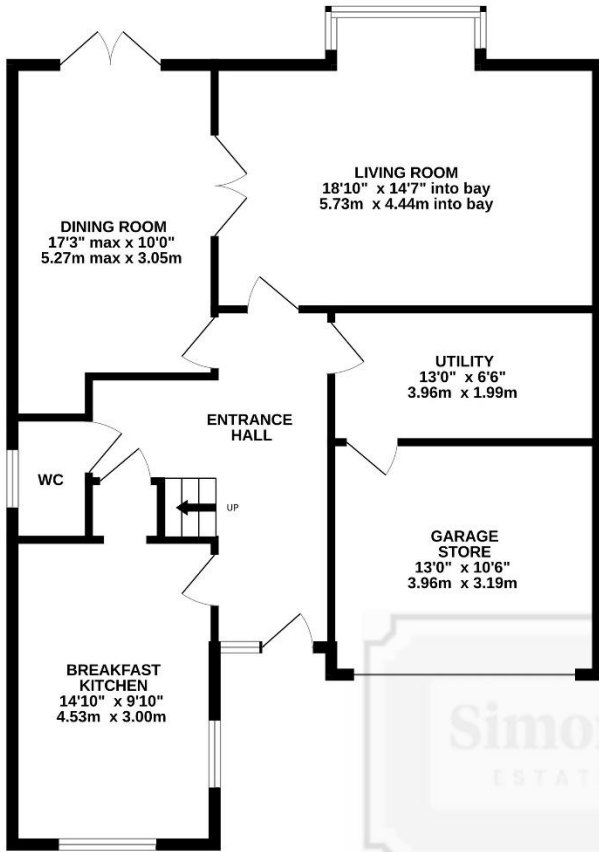 LIVING ROOM
18'10" x 14'7" into bay
5.73m x 4.44m into bay
DINING ROOM
17'3" max x 10'0"
5.27m max x 3.05m
UTILITY
13'0" x 6'6"
3.96m x 1.99m
ENTRANCE
HALL
WC
UP
GARAGE
STORE
13'0" x 10'6"
3.96m x 3.19m
BREAKFAST
KITCHEN
14'10" x 9'10"
4.53m x 3.00m
Simo
ESTAT